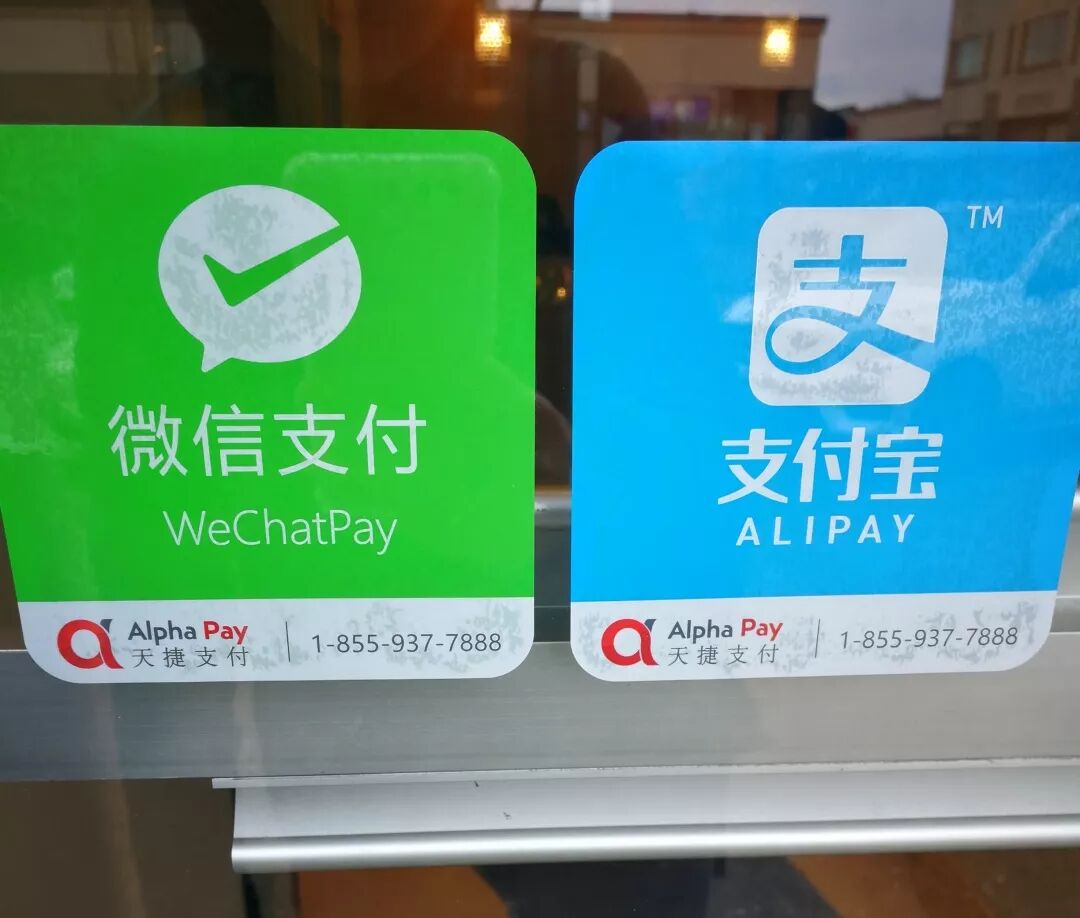 微信支付
WeChatPay
Alpha Pay
天捷支付
1-855-937-7888
支
TM
支付宝
ALIPAY
Alpha Pay
天捷支付
1-855-937-7888